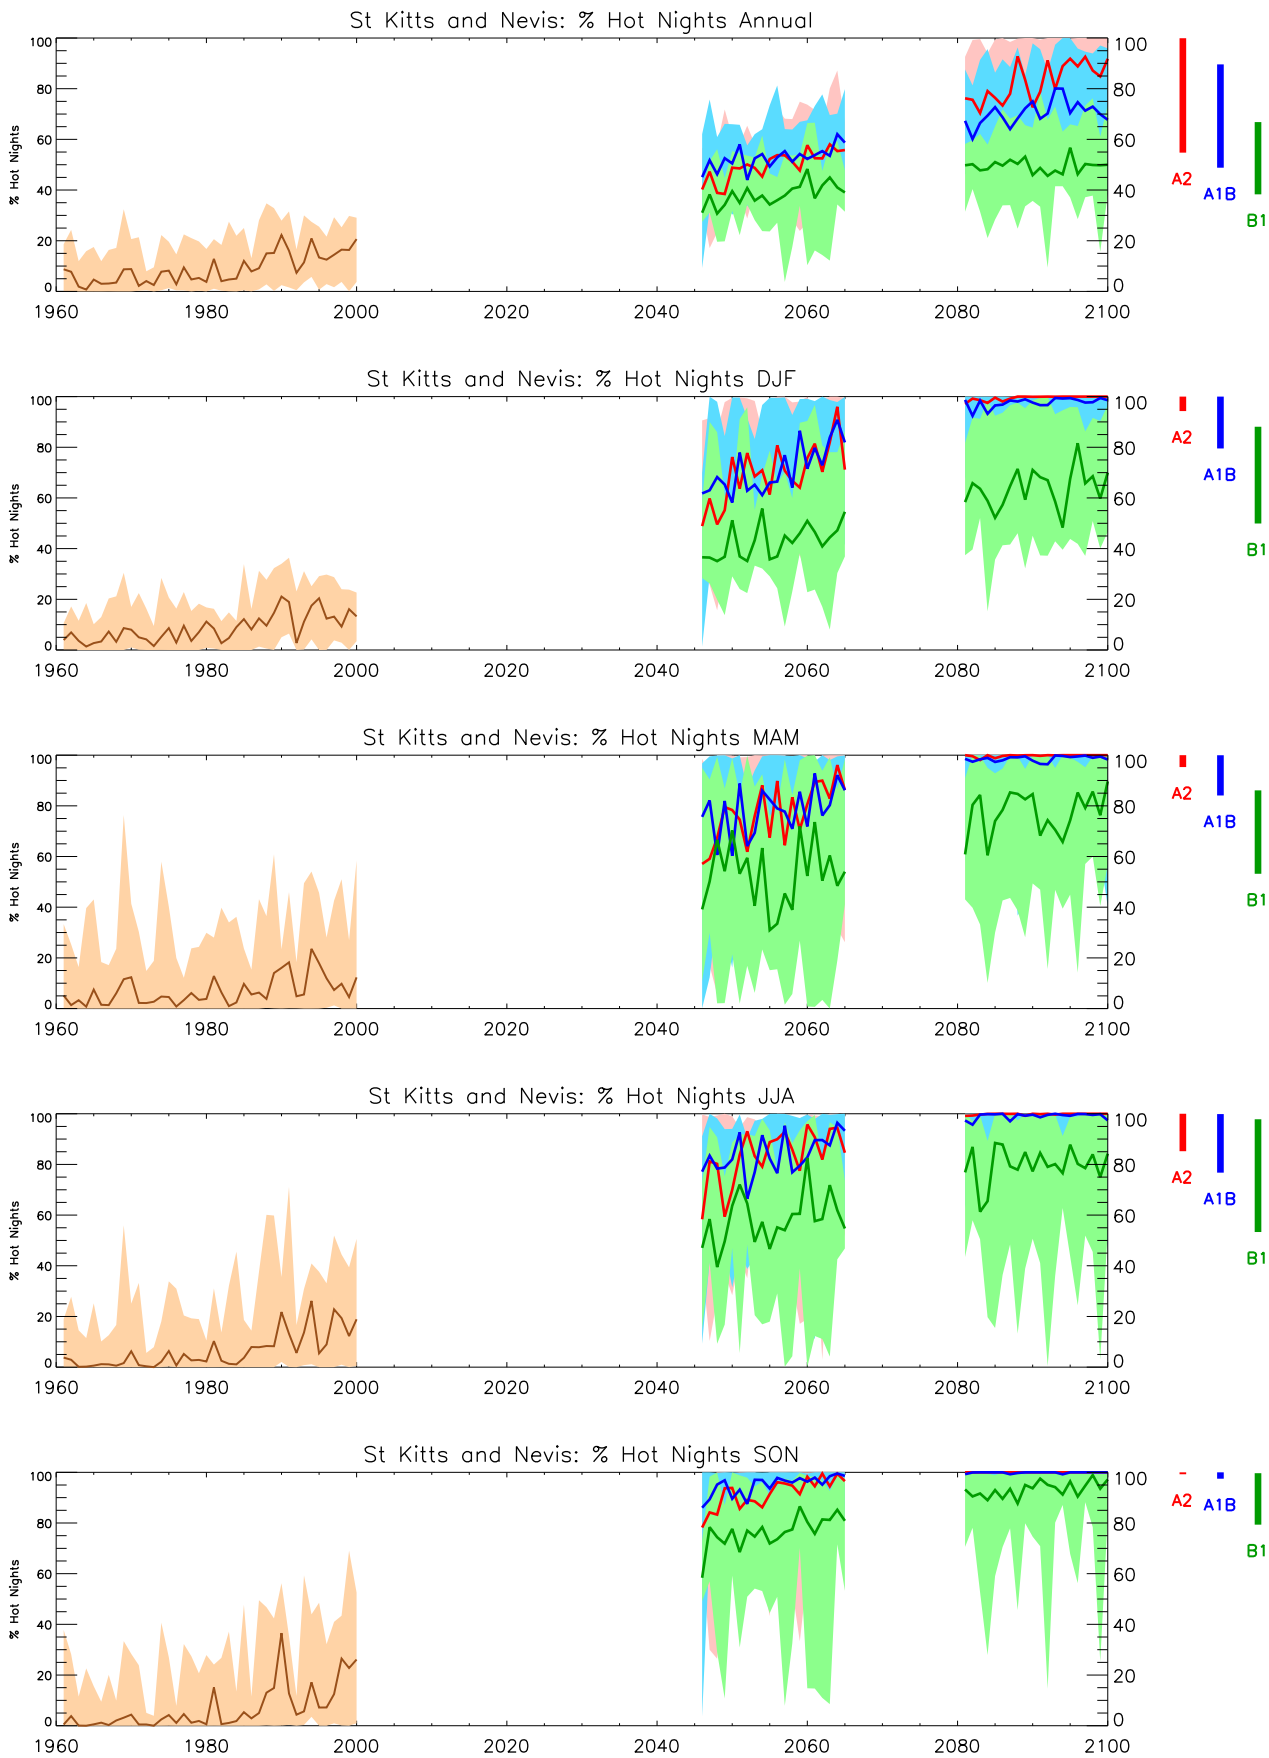 St Kitts and Nevis: % Hot Nights Annual
100 80 60 40 20 0
% Hot Nights
100 80 60 40 20 0
1960 1980 2000 2020 2040 2060 2080 2100
A2 A1B B1
St Kitts and Nevis: % Hot Nights DJF
100 80 60 40 20 0
% Hot Nights
100 80 60 40 20 0
1960 1980 2000 2020 2040 2060 2080 2100
A2 A1B B1
St Kitts and Nevis: % Hot Nights MAM
100 80 60 40 20 0
% Hot Nights
100 80 60 40 20 0
1960 1980 2000 2020 2040 2060 2080 2100
A2 A1B B1
St Kitts and Nevis: % Hot Nights JJA
100 80 60 40 20 0
% Hot Nights
100 80 60 40 20 0
1960 1980 2000 2020 2040 2060 2080 2100
A2 A1B B1
St Kitts and Nevis: % Hot Nights SON
100 80 60 40 20 0
% Hot Nights
100 80 60 40 20 0
1960 1980 2000 2020 2040 2060 2080 2100
A2 A1B B1